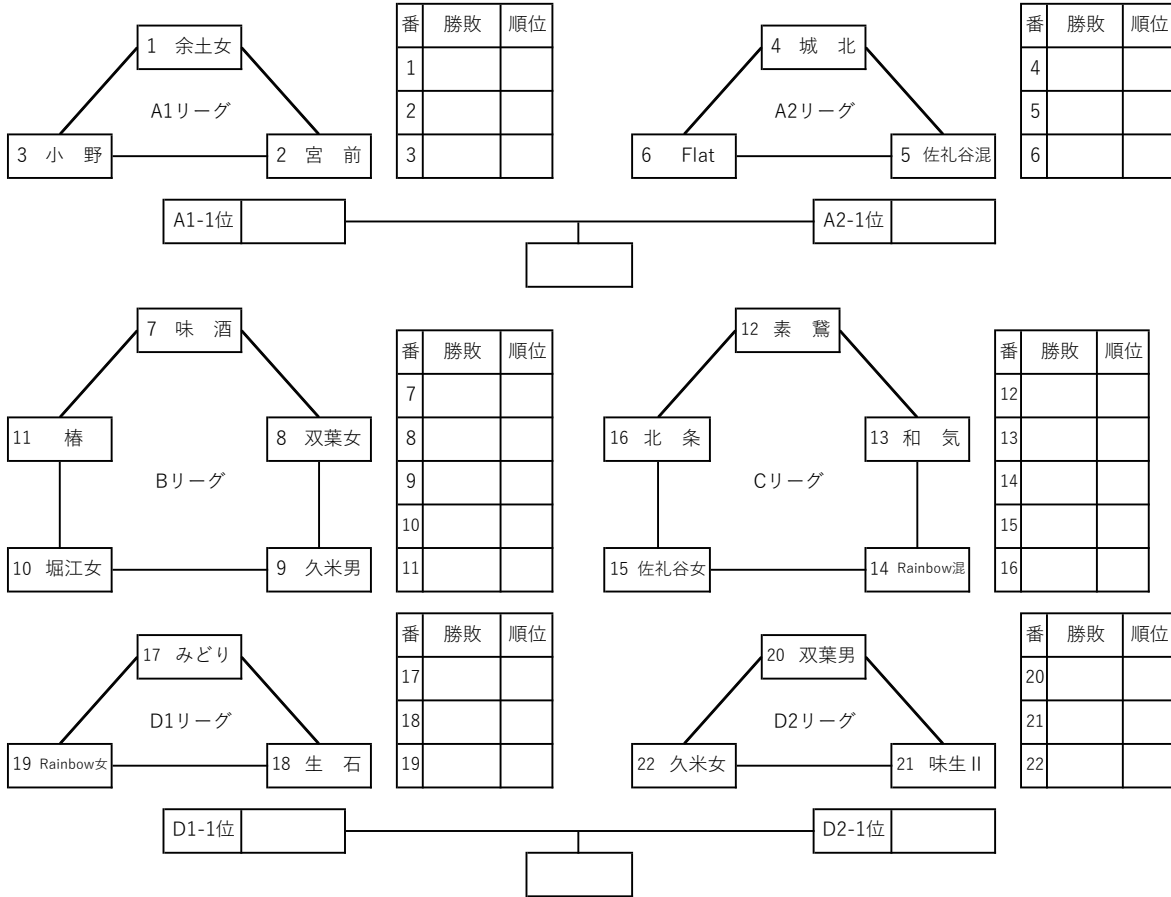 1 余土女
A1リーグ
3 小 野
2 宮 前
番 勝敗 順位
1
2
3
4 城 北
A2リーグ
6 Flat
5 佐礼谷混
番 勝敗 順位
4
5
6
A1-1位
A2-1位
7 味 酒
11 椿
8 双葉女
Bリーグ
10 堀江女
9 久米男
番 勝敗 順位
7
8
9
10
11
12 素 鵞
16 北 条
13 和 気
Cリーグ
15 佐礼谷女
14 Rainbow混
番 勝敗 順位
12
13
14
15
16
17 みどり
D1リーグ
19 Rainbow女
18 生 石
番 勝敗 順位
17
18
19
20 双葉男
D2リーグ
22 久米女
21 味生Ⅱ
番 勝敗 順位
20
21
22
D1-1位
D2-1位